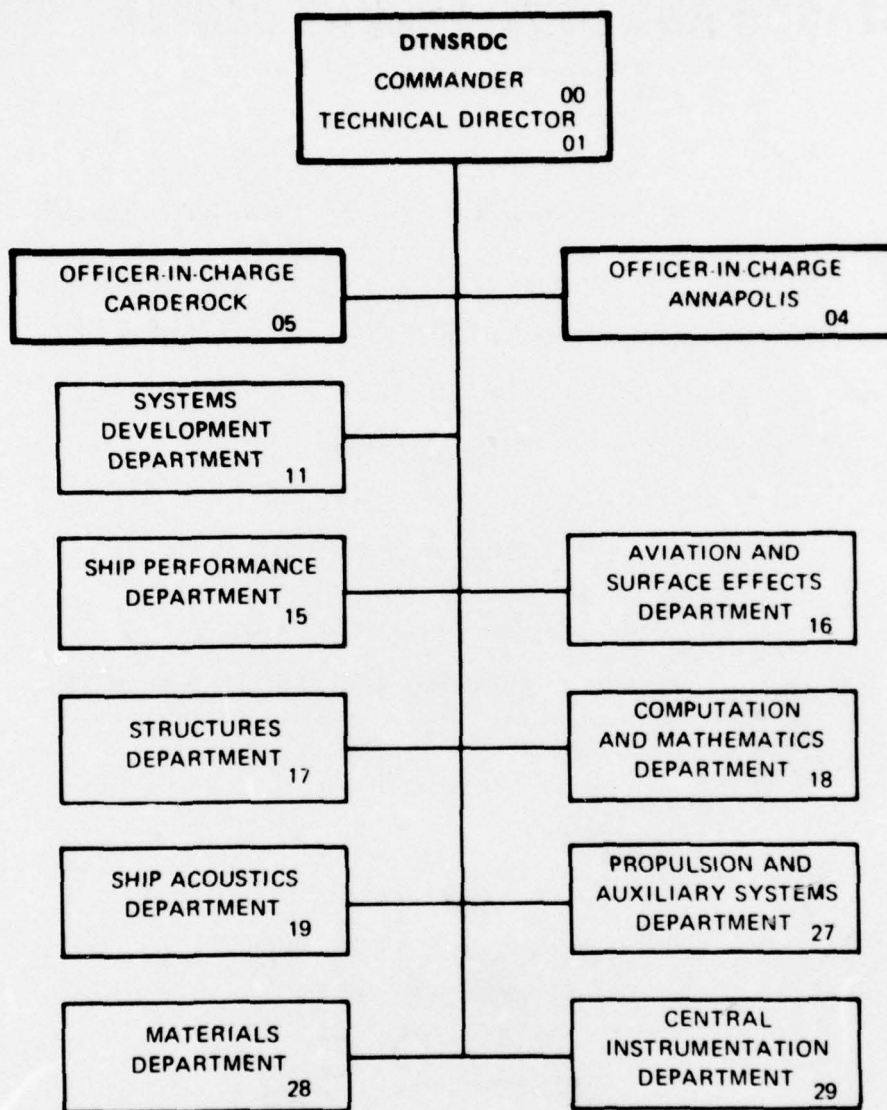 DTNSRDC
COMMANDER
00
TECHNICAL DIRECTOR
01
OFFICER-IN-CHARGE
CARDEROCK
05
OFFICER-IN-CHARGE
ANNAPOLIS
04
SYSTEMS
DEVELOPMENT
DEPARTMENT
11
SHIP PERFORMANCE
DEPARTMENT
15
AVIATION AND
SURFACE EFFECTS
DEPARTMENT
16
STRUCTURES
DEPARTMENT
17
COMPUTATION
AND MATHEMATICS
DEPARTMENT
18
SHIP ACOUSTICS
DEPARTMENT
19
PROPULSION AND
AUXILIARY SYSTEMS
DEPARTMENT
27
MATERIALS
DEPARTMENT
28
CENTRAL
INSTRUMENTATION
DEPARTMENT
29